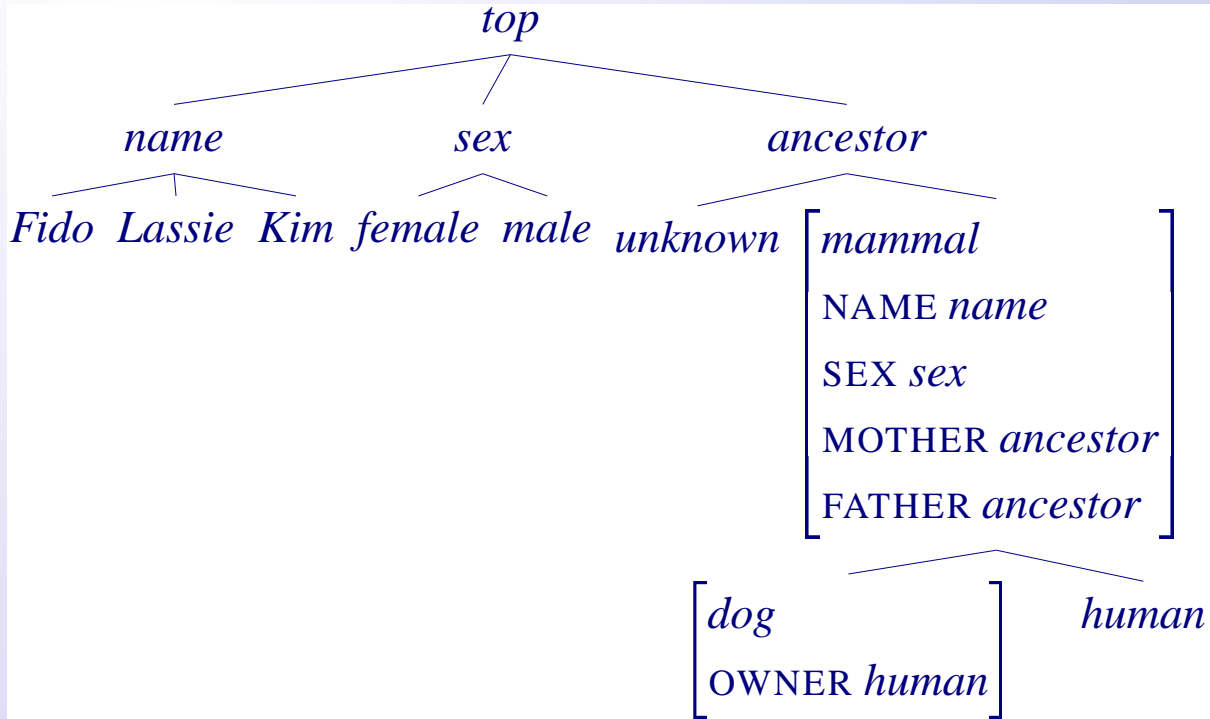 top
name sex ancestor
Fido Lassie Kim female male unknown mammal
NAME name
SEX sex
MOTHER ancestor
FATHER ancestor
dog human
OWNER human